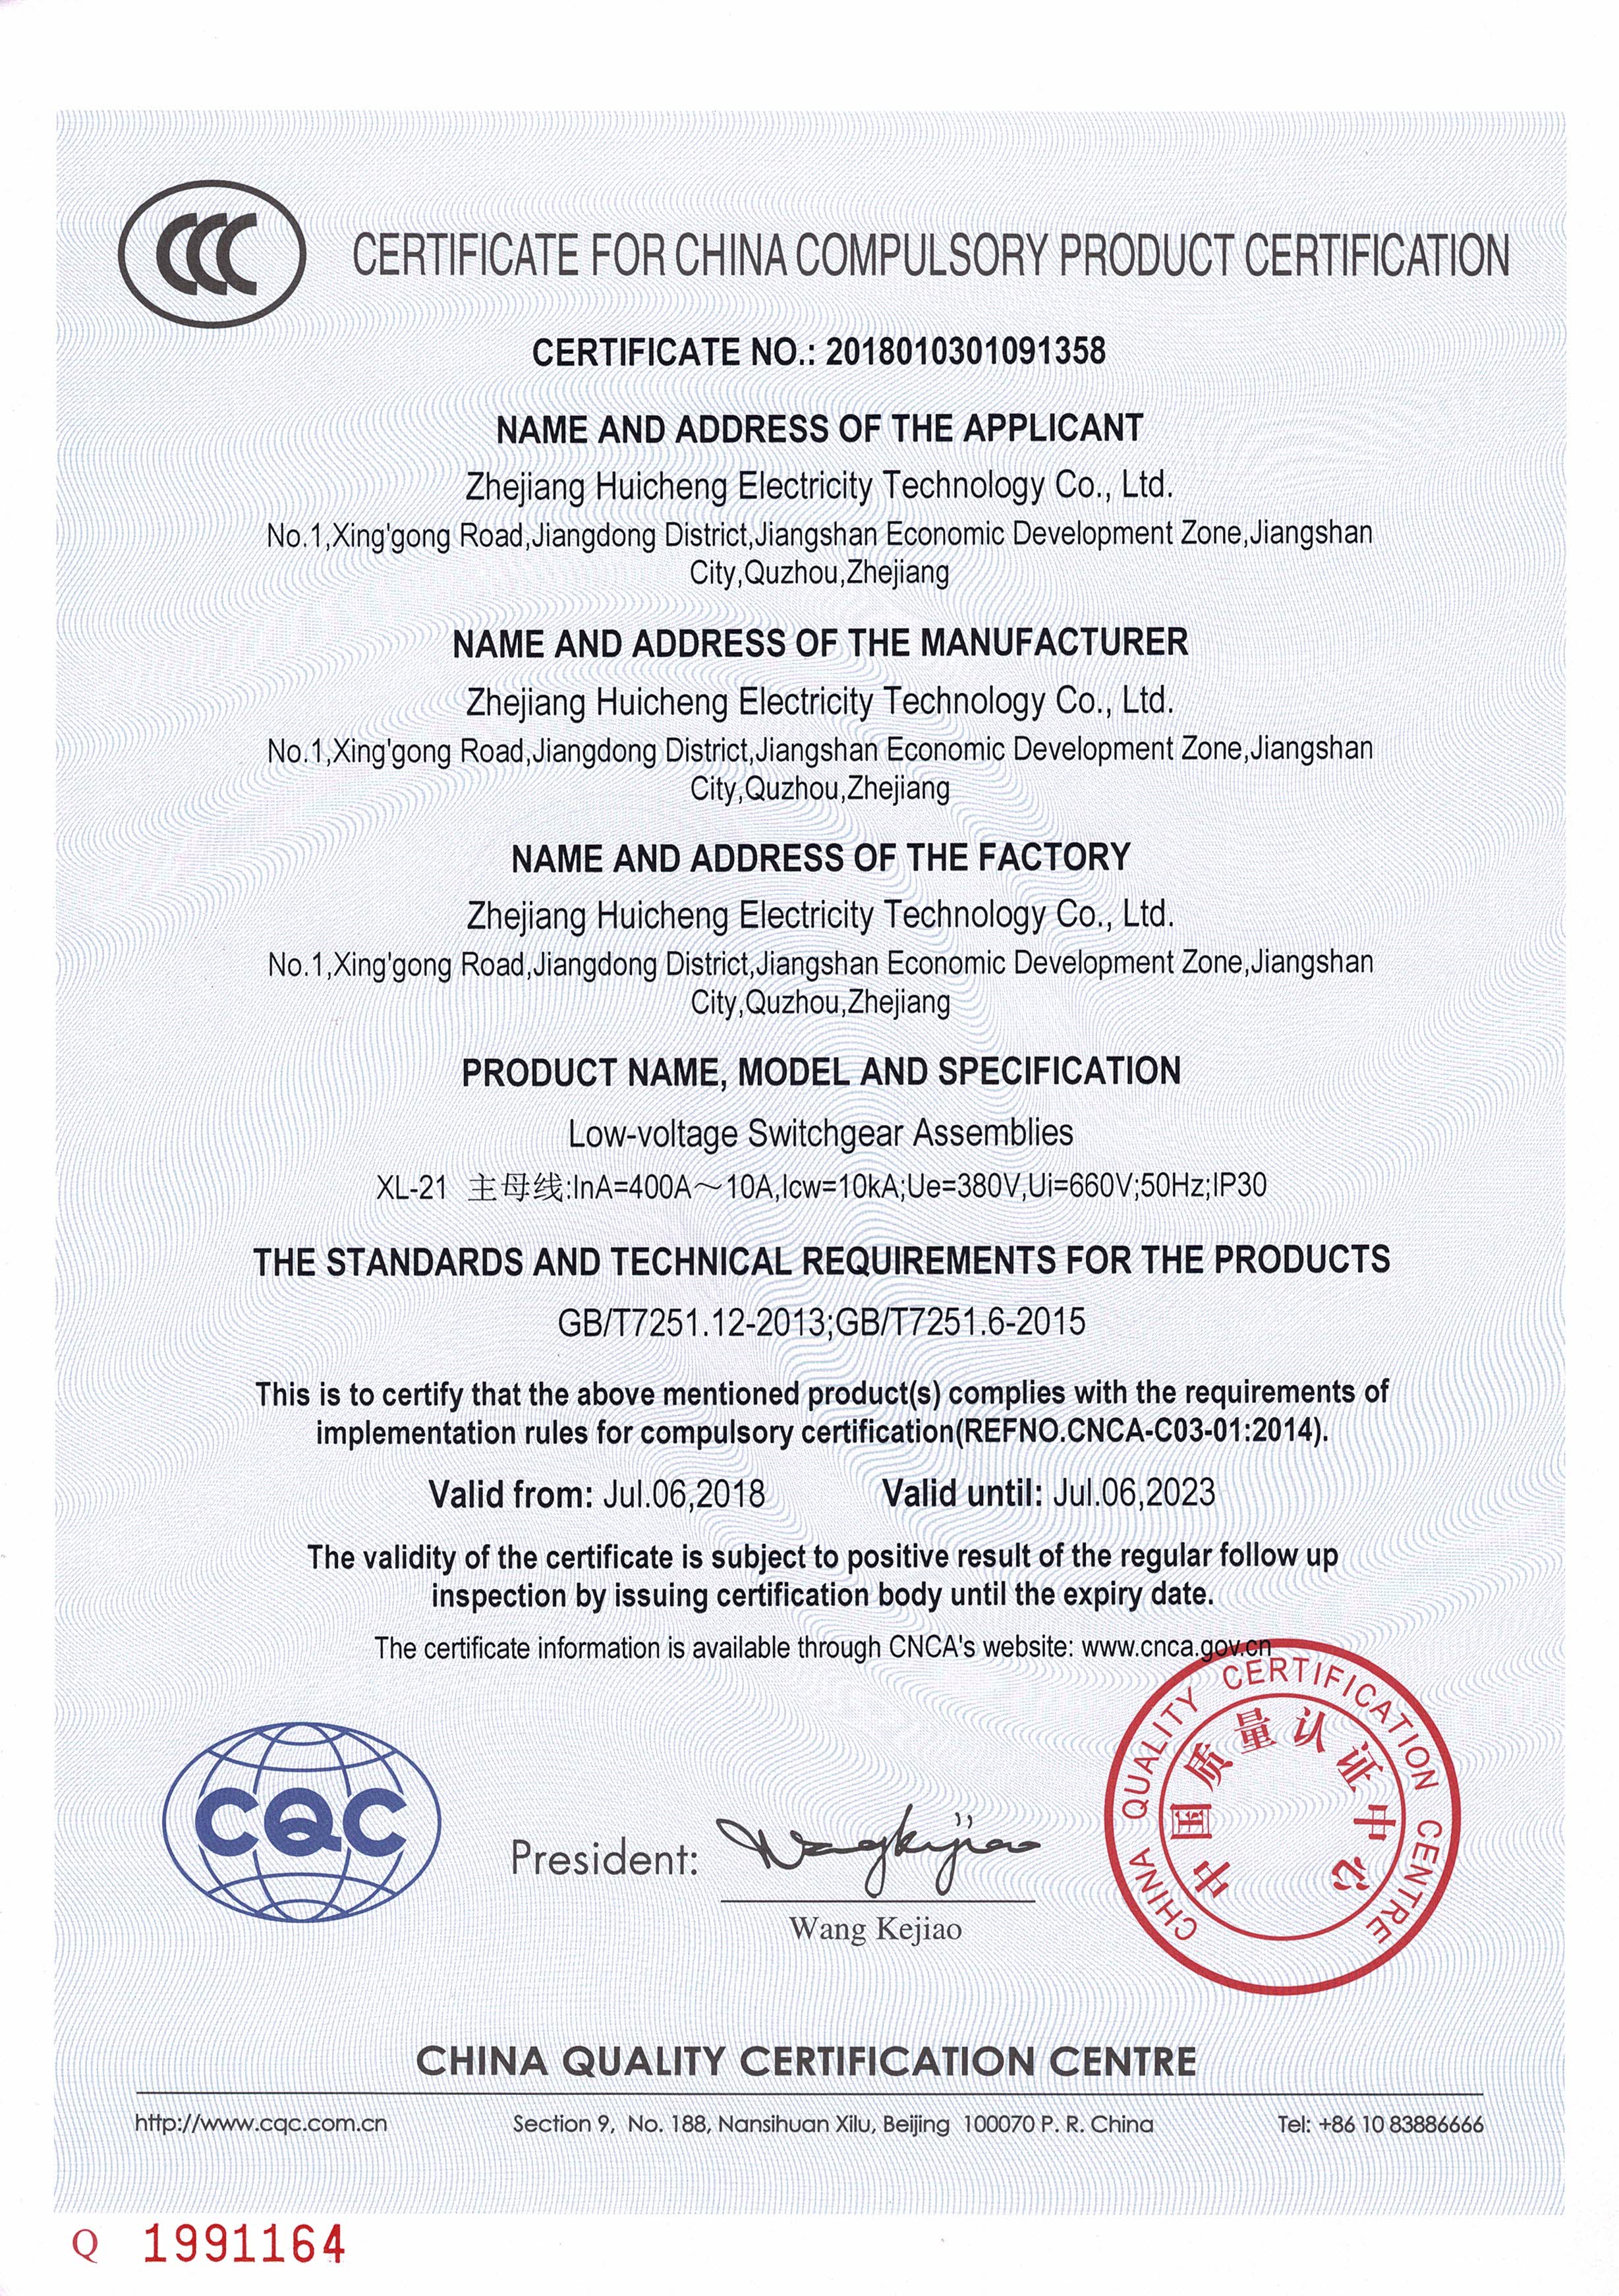 CCC
CERTIFICATE FOR CHINA COMPULSORY PRODUCT CERTIFICATION
CERTIFICATE NO.: 2018010301091358
NAME AND ADDRESS OF THE APPLICANT
Zhejiang Huicheng Electricity Technology Co., Ltd.
No.1,Xing'gong Road,Jiangdong District,Jiangshan Economic Development Zone,Jiangshan
City,Quzhou,Zhejiang
NAME AND ADDRESS OF THE MANUFACTURER
Zhejiang Huicheng Electricity Technology Co., Ltd.
No.1,Xing'gong Road,Jiangdong District,Jiangshan Economic Development Zone,Jiangshan
City,Quzhou,Zhejiang
NAME AND ADDRESS OF THE FACTORY
Zhejiang Huicheng Electricity Technology Co., Ltd.
No.1,Xing'gong Road,Jiangdong District,Jiangshan Economic Development Zone,Jiangshan
City,Quzhou,Zhejiang
PRODUCT NAME, MODEL AND SPECIFICATION
Low-voltage Switchgear Assemblies
XL-21 主母线:InA=400A～10A,Icw=10kA;Ue=380V,Ui=660V;50Hz;IP30
THE STANDARDS AND TECHNICAL REQUIREMENTS FOR THE PRODUCTS
GB/T7251.12-2013;GB/T7251.6-2015
This is to certify that the above mentioned product(s) complies with the requirements of
implementation rules for compulsory certification(REFNO.CNCA-C03-01:2014).
Valid from: Jul.06,2018 Valid until: Jul.06,2023
The validity of the certificate is subject to positive result of the regular follow up
inspection by issuing certification body until the expiry date.
The certificate information is available through CNCA's website: www.cnca.gov.cn
CHINA QUALITY CERTIFICATION CENTRE
中国质量认证中心
CQC
President: Wangkejiao
Wang Kejiao
CHINA QUALITY CERTIFICATION CENTRE
http://www.cqc.com.cn Section 9, No. 188, Nansihuan Xilu, Beijing 100070 P. R. China Tel: +86 10 83886666
Q 1991164